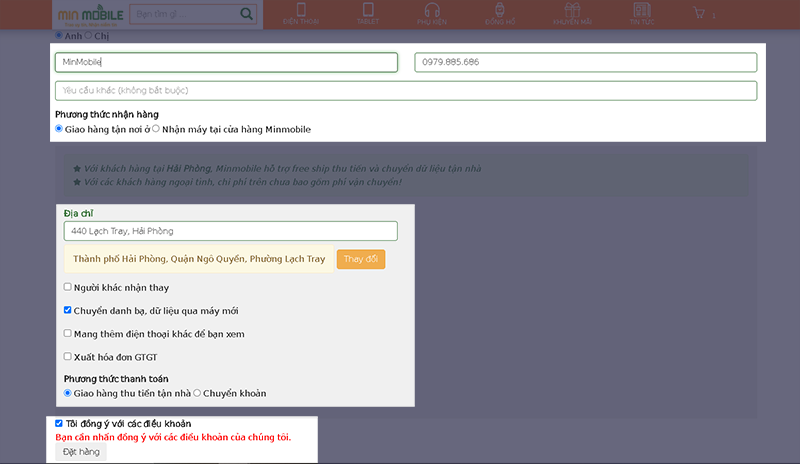 MIN MOBILE
Bạn tìm gì ...
ĐIỆN THOẠI
TABLET
PHỤ KIỆN
ĐỒNG HỒ
KHUYẾN MÃI
TIN TỨC
1
Anh Chị
MinMobile
0979.885.686
Yêu cầu khác (không bắt buộc)
Phương thức nhận hàng
Giao hàng tận nơi ở Nhận máy tại cửa hàng Minmobile
Với khách hàng tại Hải Phòng, Minmobile hỗ trợ free ship thu tiền và chuyển dữ liệu tận nhà
Với các khách hàng ngoại tỉnh, chi phí trên chưa bao gồm phí vận chuyển!
Địa chỉ
440 Lạch Tray, Hải Phòng
Thành phố Hải Phòng, Quận Ngô Quyền, Phường Lạch Tray
Thay đổi
Người khác nhận thay
Chuyển danh bạ, dữ liệu qua máy mới
Mang thêm điện thoại khác để bạn xem
Xuất hóa đơn GTGT
Phương thức thanh toán
Giao hàng thu tiền tận nhà Chuyển khoản
Tôi đồng ý với các điều khoản
Bạn cần nhấn đồng ý với các điều khoản của chúng tôi.
Đặt hàng